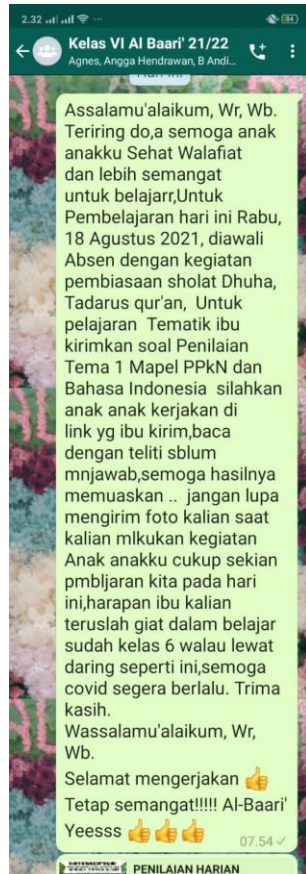 2.32
84
Kelas VI Al Baari' 21/22
Agnes, Angga Hendrawan, B Andi...
Hari ini
Assalamu'alaikum, Wr, Wb.
Teriring do,a semoga anak
anakku Sehat Walafiat
dan lebih semangat
untuk belajarr,Untuk
Pembelajaran hari ini Rabu,
18 Agustus 2021, diawali
Absen dengan kegiatan
pembiasaan sholat Dhuha,
Tadarus qur'an, Untuk
pelajaran Tematik ibu
kirimkan soal Penilaian
Tema 1 Mapel PPkN dan
Bahasa Indonesia silahkan
anak anak kerjakan di
link yg ibu kirim,baca
dengan teliti sblum
mnjawab,semoga hasilnya
memuaskan .. jangan lupa
mengirim foto kalian saat
kalian mlkukan kegiatan
Anak anakku cukup sekian
pmbljaran kita pada hari
ini,harapan ibu kalian
teruslah giat dalam belajar
sudah kelas 6 walau lewat
daring seperti ini,semoga
covid segera berlalu. Trima
kasih.
Wassalamu'alaikum, Wr,
Wb.
Selamat mengerjakan 👍
Tetap semangat!!!!! Al-Baari'
Yeesss 👍👍👍
07.54
PENILAIAN HARIAN